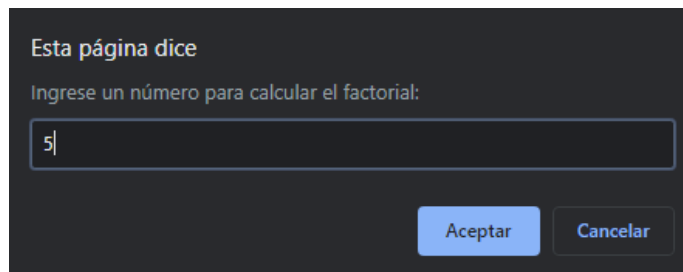 Esta página dice
Ingrese un número para calcular el factorial:
5
Aceptar Cancelar